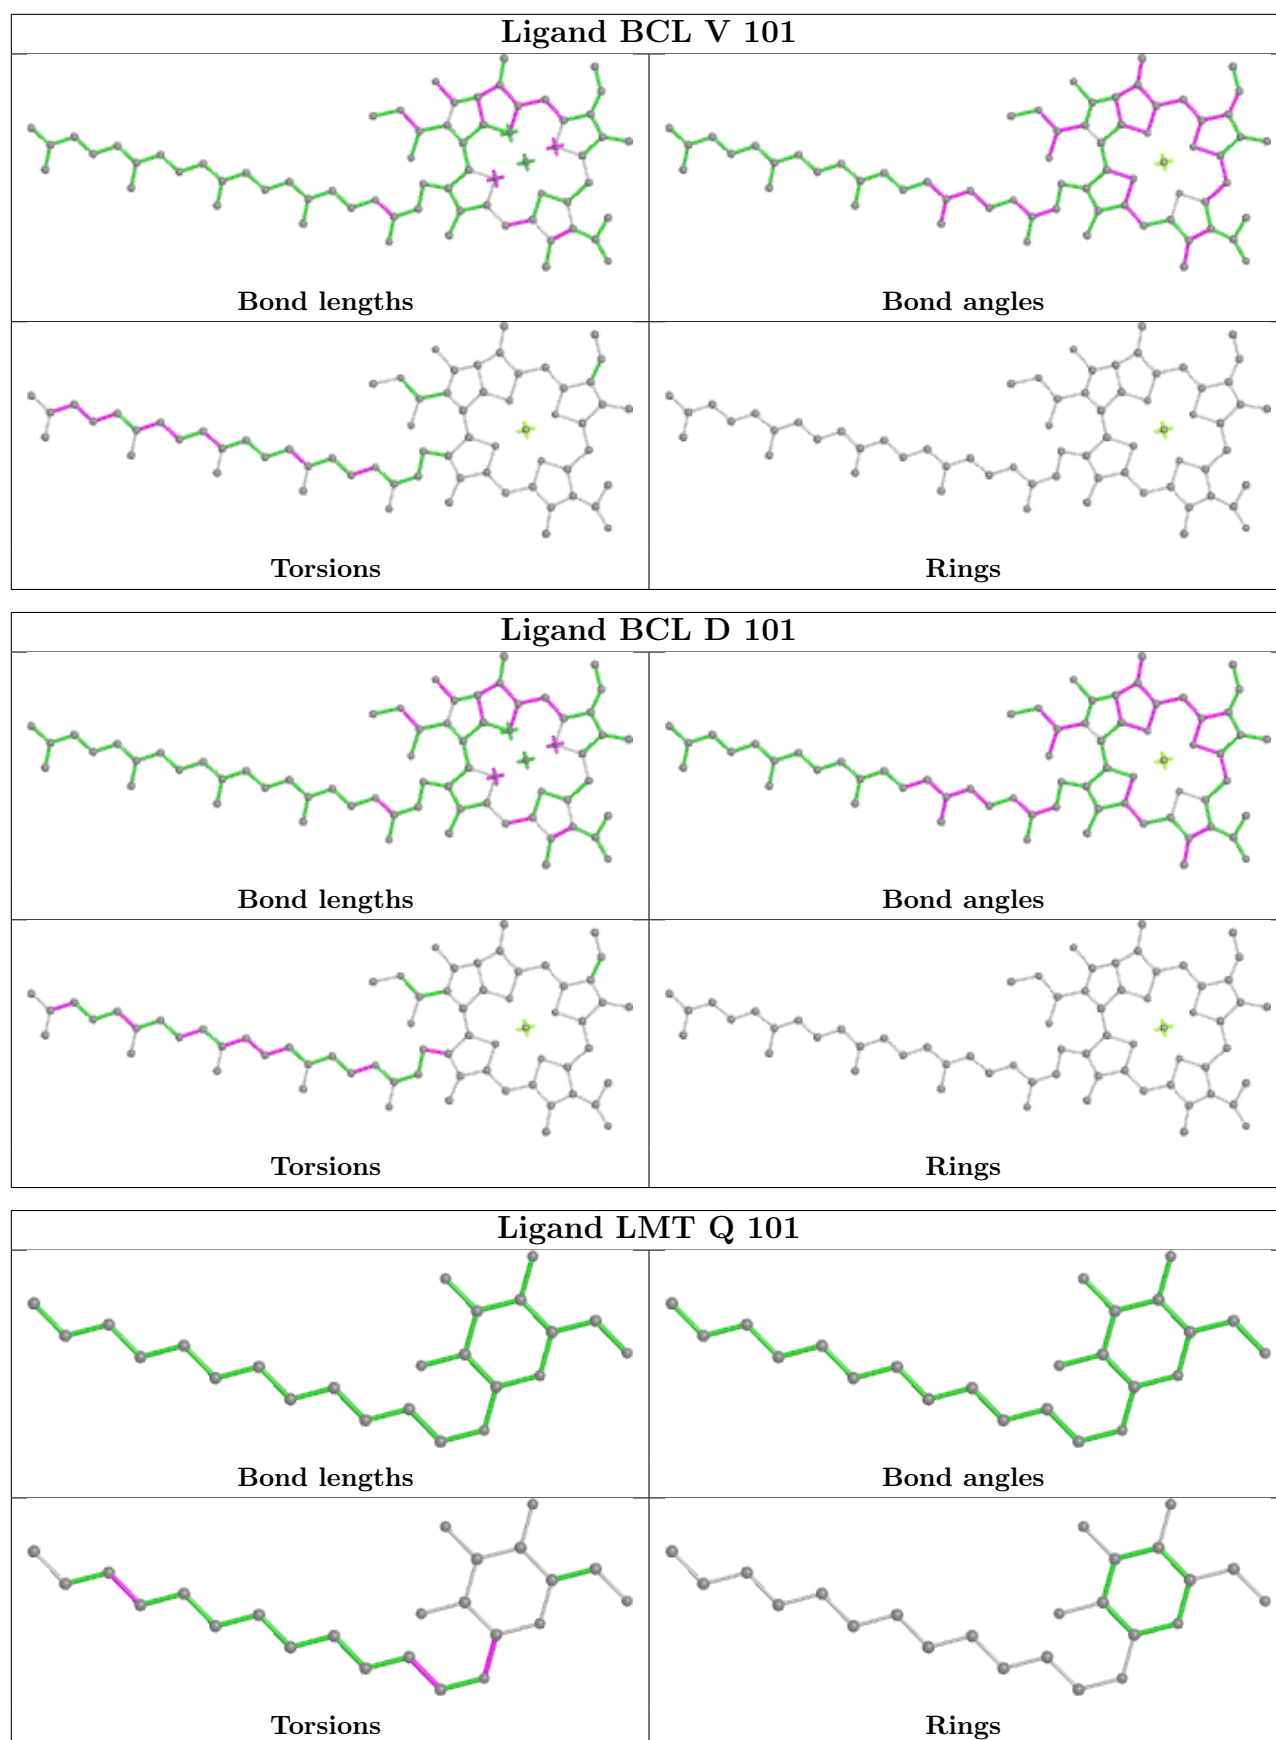 Ligand BCL V 101
Bond lengths
Bond angles
Torsions
Rings
Ligand BCL D 101
Bond lengths
Bond angles
Torsions
Rings
Ligand LMT Q 101
Bond lengths
Bond angles
Torsions
Rings